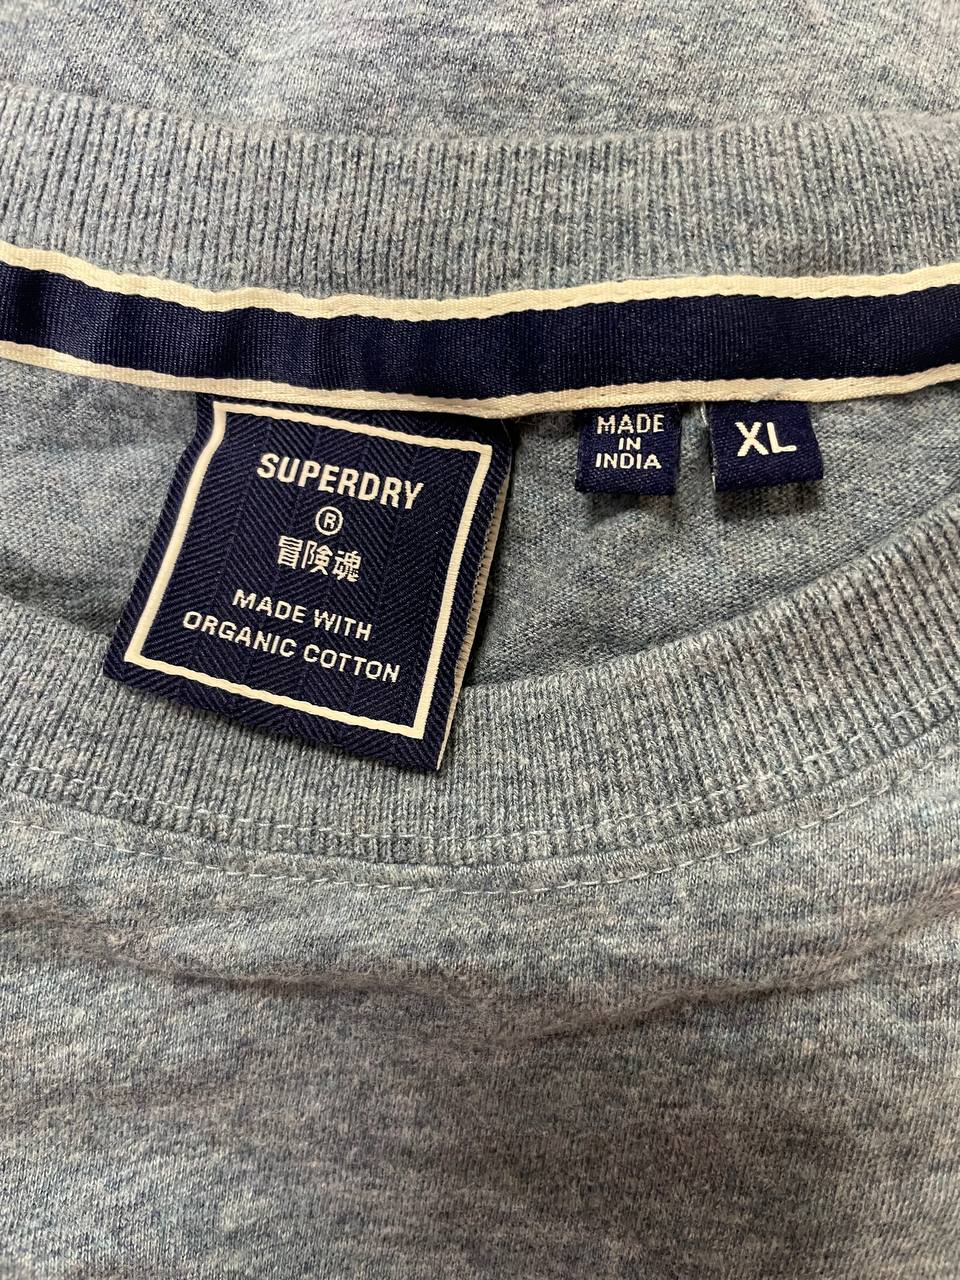 SUPERDRY
®
冒険魂
MADE WITH
ORGANIC COTTON
MADE
IN
INDIA
XL